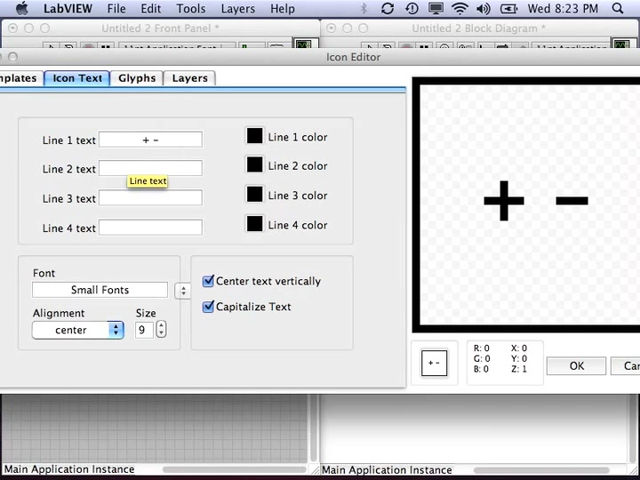 LabVIEW File Edit Tools Layers Help Wed 8:23 PM
Untitled 2 Front Panel * Untitled 2 Block Diagram *
Icon Editor
mplates Icon Text Glyphs Layers
Line 1 text + - Line 1 color
Line 2 text Line 2 color
Line text
Line 3 text Line 3 color
Line 4 text Line 4 color
+ -
Font
Small Fonts
Alignment Size
center 9
Center text vertically
Capitalize Text
+ -
R: 0 X: 0
G: 0 Y: 0
B: 0 Z: 1
OK Can
Main Application Instance Main Application Instance